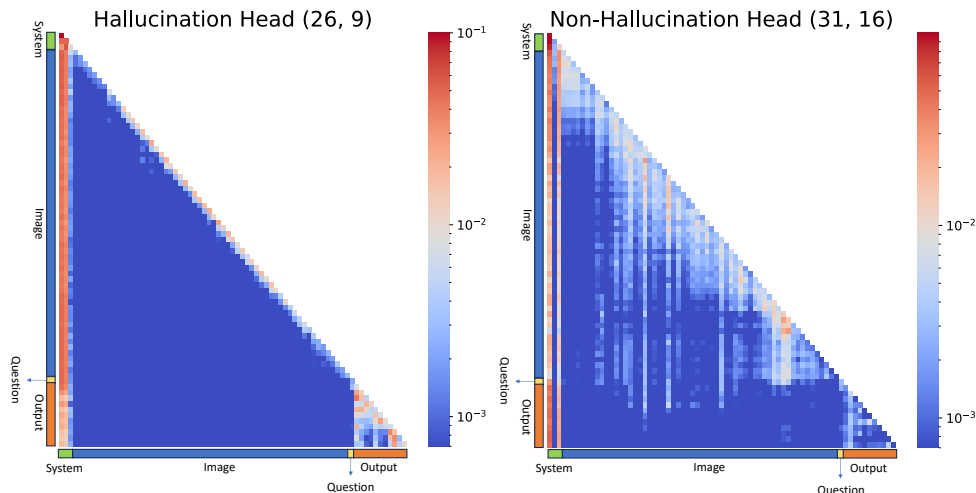 Hallucination Head (26, 9)
System
Image
Question
Output
10⁻¹
10⁻²
10⁻³
System
Image
Output
Question
Non-Hallucination Head (31, 16)
System
Image
Question
Output
10⁻²
10⁻³
System
Image
Output
Question